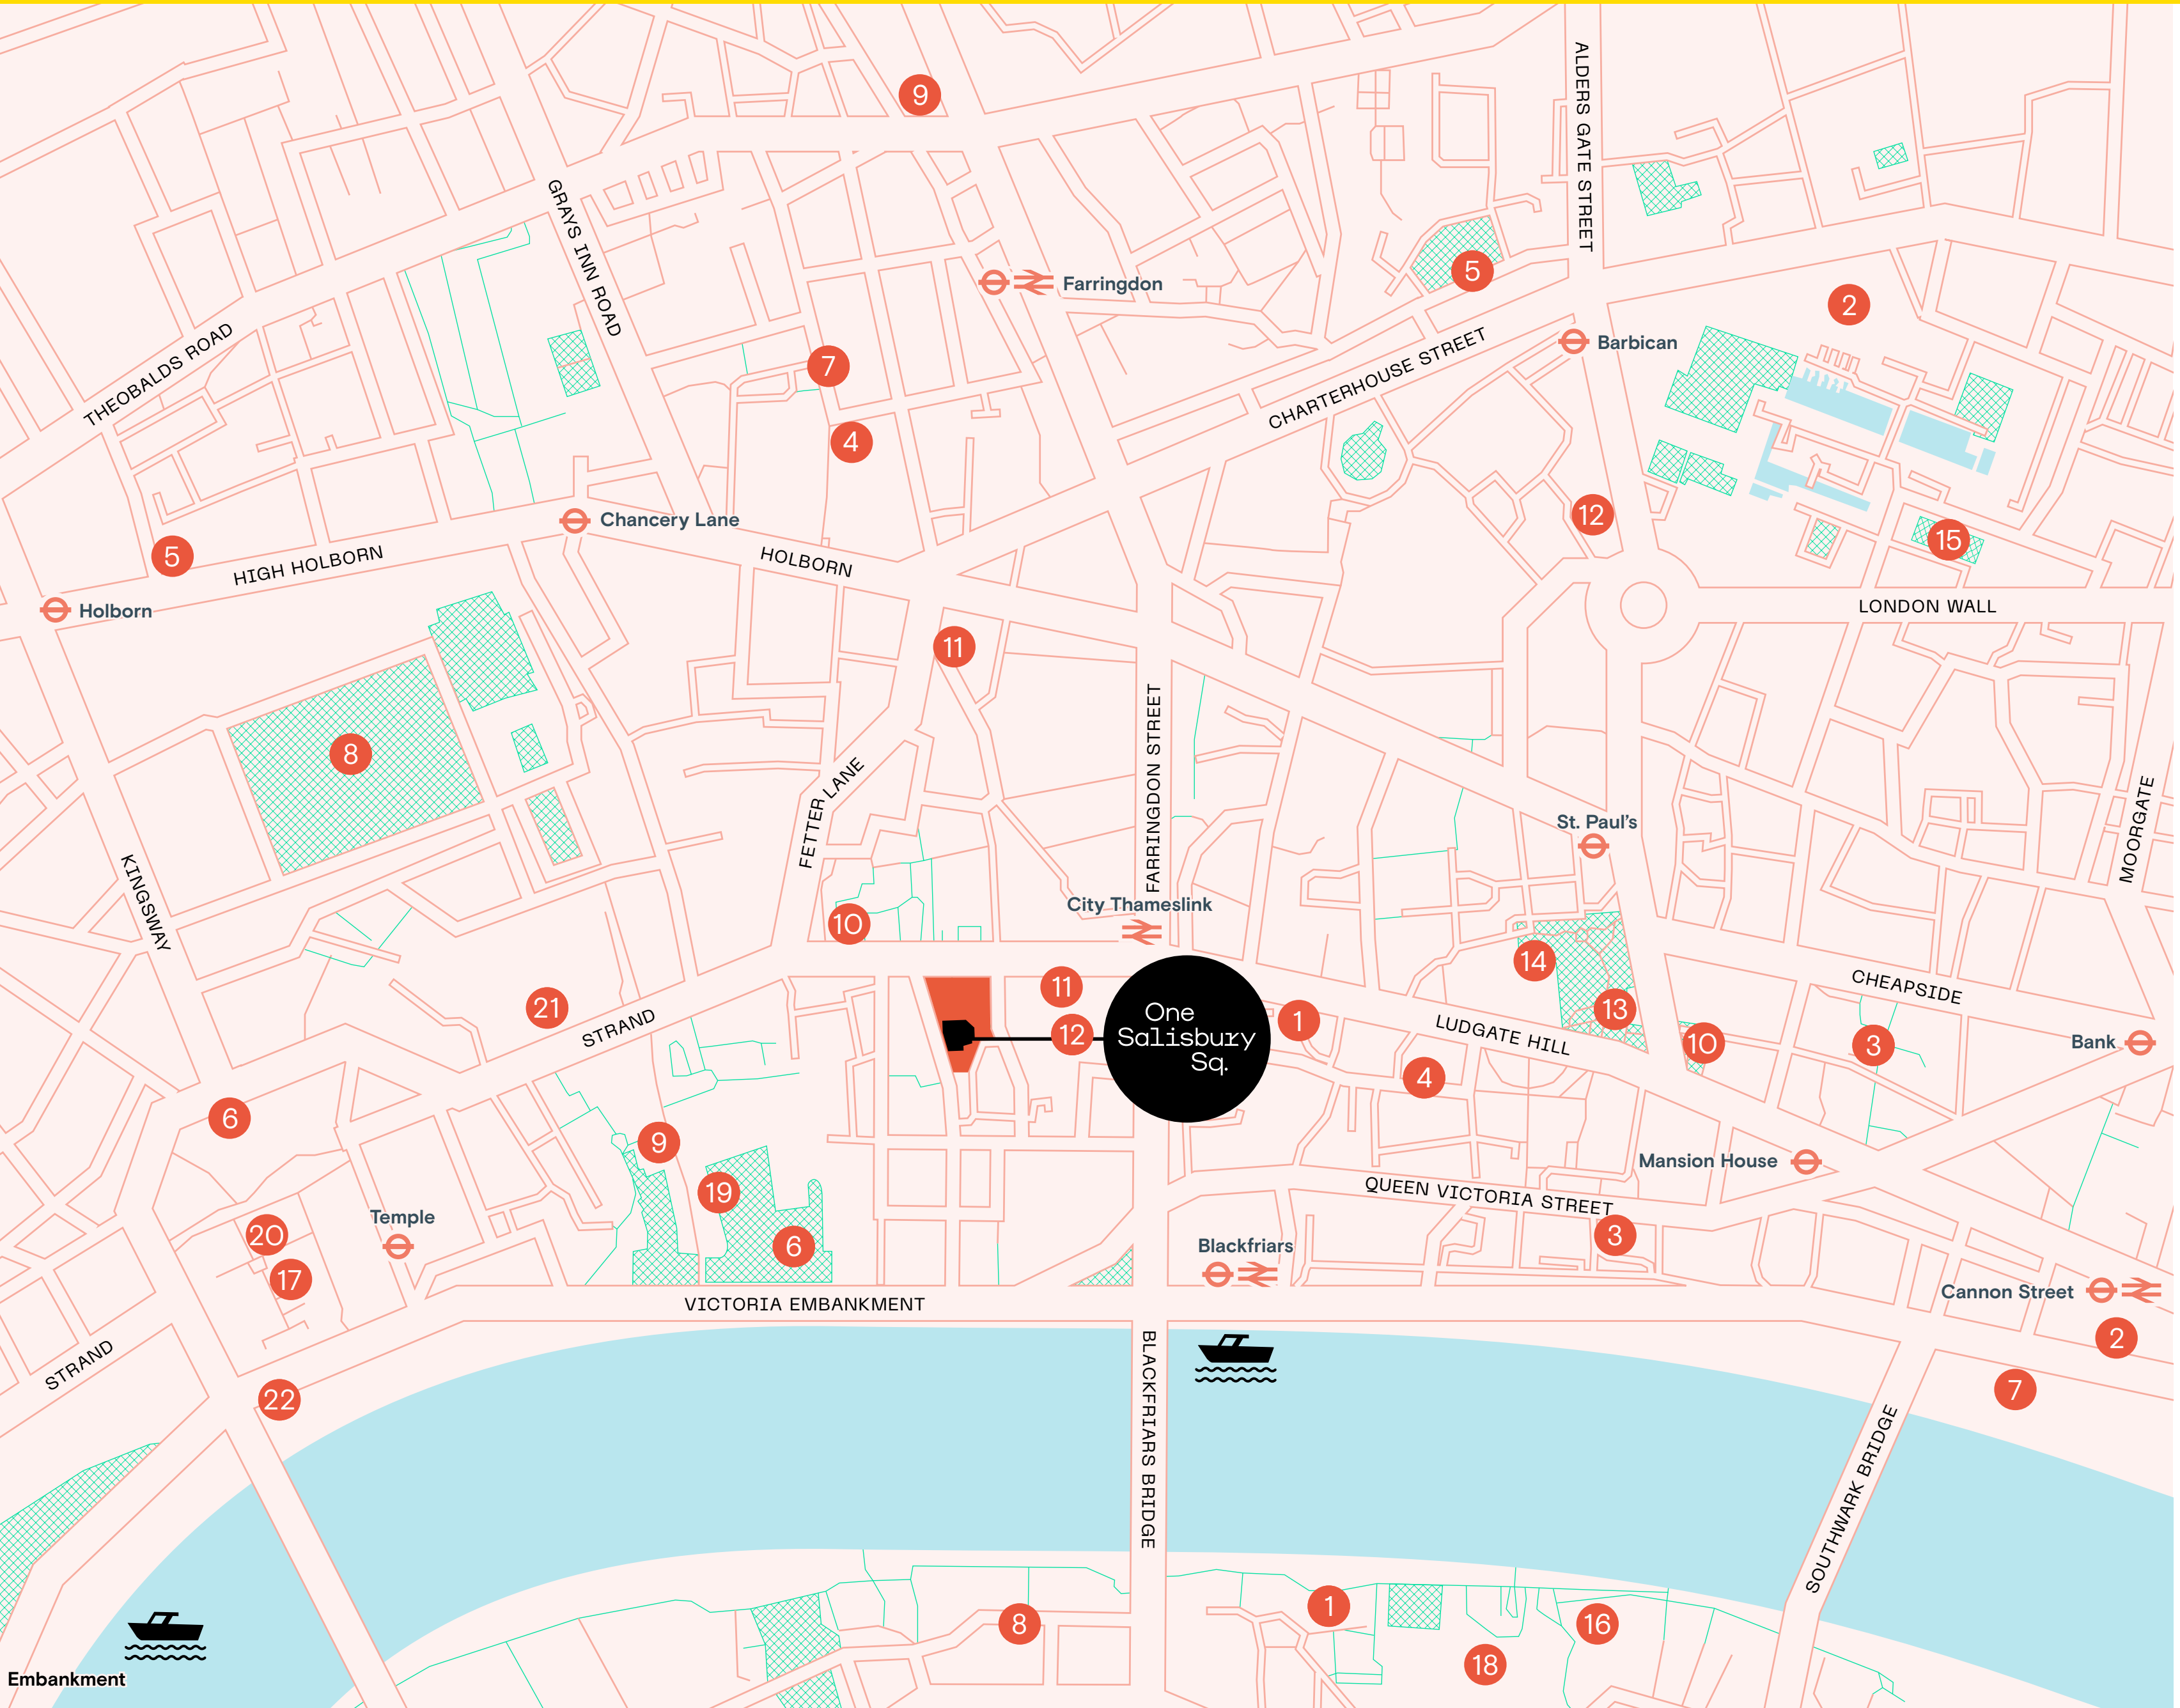 9
ALDERS GATE STREET
GRAYS INN ROAD
5
Farringdon
2
Barbican
THEOBALDS ROAD
7
CHARTERHOUSE STREET
4
12
Chancery Lane
15
5
HIGH HOLBORN
HOLBORN
Holborn
LONDON WALL
11
8
FARRINGDON STREET
FETTER LANE
St. Paul's
MOORGATE
KINGSWAY
City Thameslink
10
14
11
CHEAPSIDE
21
STRAND
13
12
One
Salisbury
Sq.
1
LUDGATE HILL
10
3
Bank
4
6
9
Mansion House
19
QUEEN VICTORIA STREET
20
Temple
6
3
Blackfriars
17
Cannon Street
VICTORIA EMBANKMENT
2
STRAND
22
7
BLACKFRIARS BRIDGE
SOUTHWARK BRIDGE
1
8
16
18
Embankment